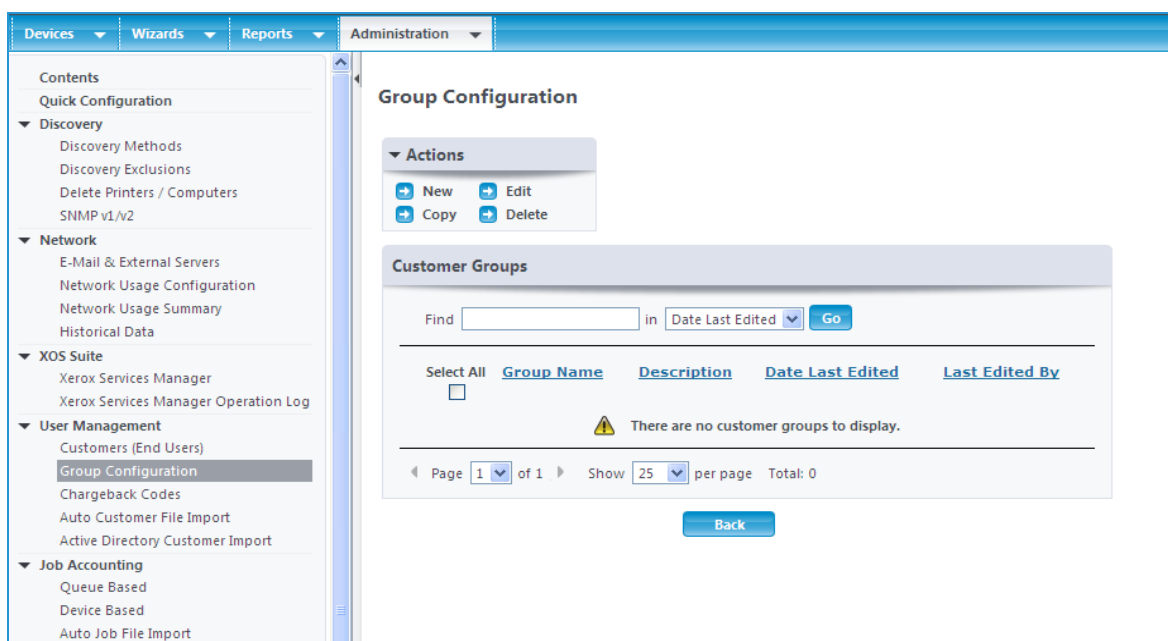 Devices Wizards Reports Administration
Contents
Quick Configuration
Discovery
Discovery Methods
Discovery Exclusions
Delete Printers / Computers
SNMP v1/v2
Network
E-Mail & External Servers
Network Usage Configuration
Network Usage Summary
Historical Data
XOS Suite
Xerox Services Manager
Xerox Services Manager Operation Log
User Management
Customers (End Users)
Group Configuration
Chargeback Codes
Auto Customer File Import
Active Directory Customer Import
Job Accounting
Queue Based
Device Based
Auto Job File Import
Group Configuration
Actions
New Edit
Copy Delete
Customer Groups
Find in Date Last Edited Go
Select All Group Name Description Date Last Edited Last Edited By
There are no customer groups to display.
Page 1 of 1 Show 25 per page Total: 0
Back